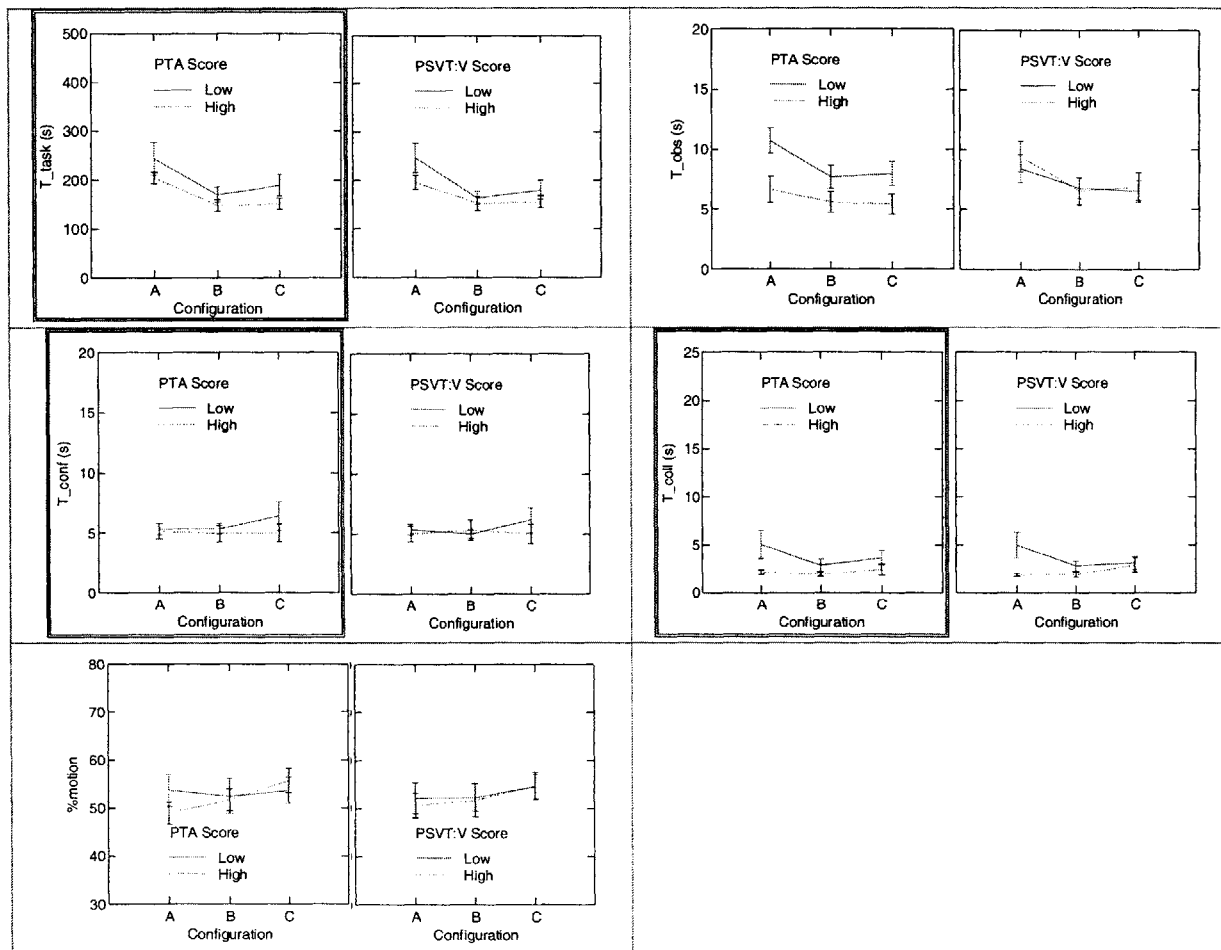 500
400
300
200
100
0
T_task (s)
PTA Score
Low
High
A B C
Configuration
PSVT:V Score
Low
High
A B C
Configuration
20
15
10
5
0
T_obs (s)
PTA Score
Low
High
A B C
Configuration
PSVT:V Score
Low
High
A B C
Configuration
20
15
10
5
0
T_conf (s)
PTA Score
Low
High
A B C
Configuration
PSVT:V Score
Low
High
A B C
Configuration
25
20
15
10
5
0
T_coll (s)
PTA Score
Low
High
A B C
Configuration
PSVT:V Score
Low
High
A B C
Configuration
80
70
60
50
40
30
%motion
PTA Score
Low
High
A B C
Configuration
PSVT:V Score
Low
High
A B C
Configuration